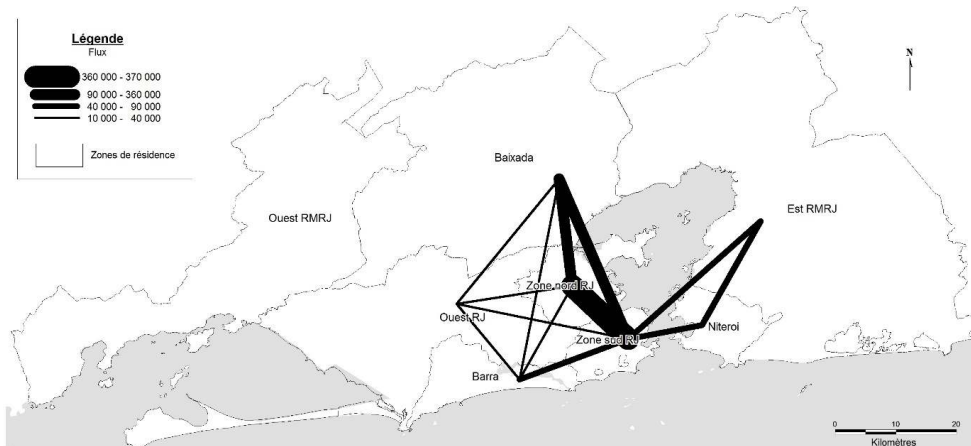 Légende
Flux
360 000 - 370 000
90 000 - 360 000
40 000 - 90 000
10 000 - 40 000
Zones de résidence
N
Baixada
Ouest RMRJ
Est RMRJ
Zone nord RJ
Ouest RJ
Niteroi
Zone sud RJ
Barra
0 10 20
Kilomètres